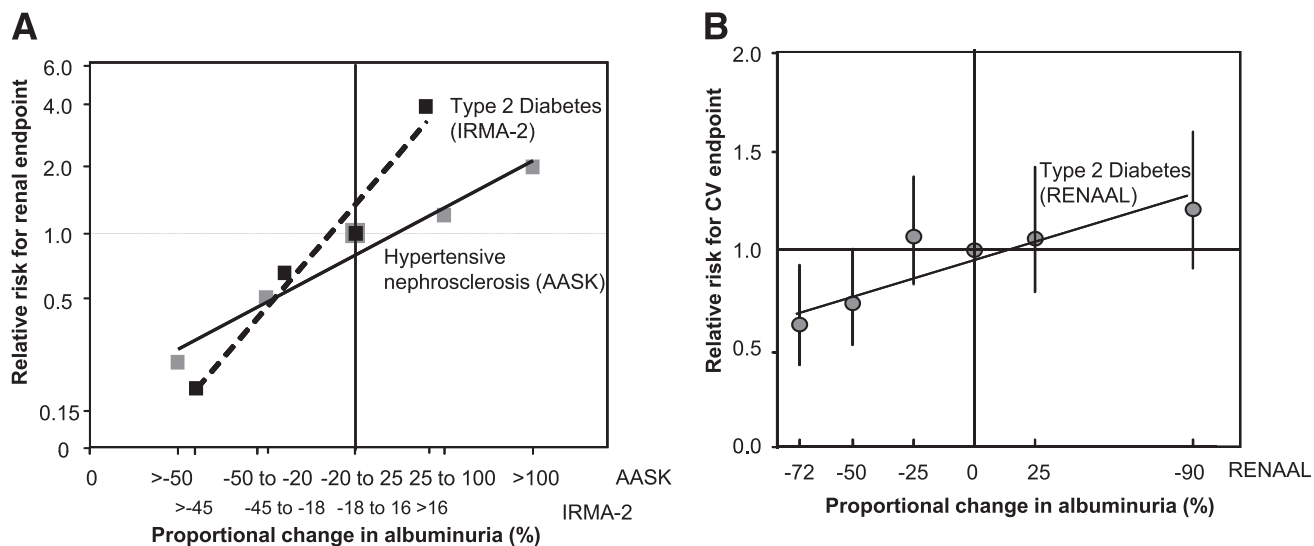 A
Relative risk for renal endpoint
6.0
4.0
2.0
1.0
0.5
0.15
0
Type 2 Diabetes
(IRMA-2)
Hypertensive
nephrosclerosis (AASK)
0 >-50 -50 to -20 -20 to 25 25 to 100 >100 AASK
>-45 -45 to -18 -18 to 16 >16 IRMA-2
Proportional change in albuminuria (%)
B
Relative risk for CV endpoint
2.0
1.5
1.0
0.5
0.0
Type 2 Diabetes
(RENAAL)
-72 -50 -25 0 25 -90 RENAAL
Proportional change in albuminuria (%)